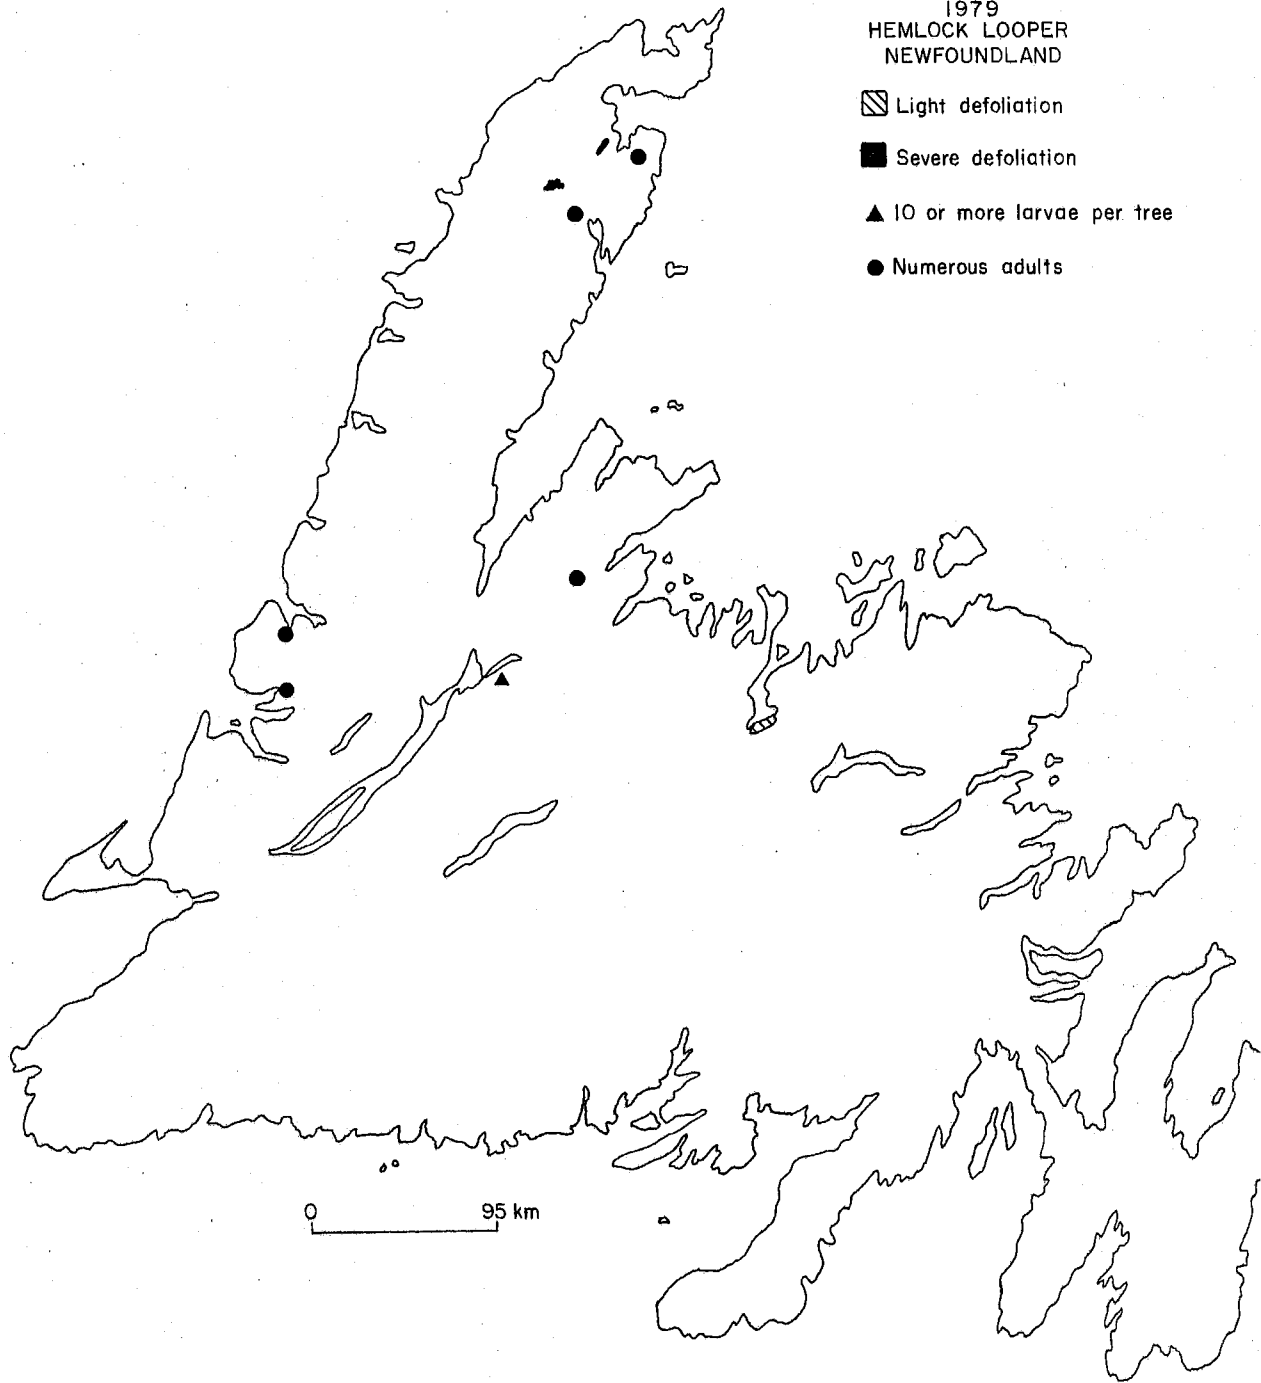 1979
HEMLOCK LOOPER
NEWFOUNDLAND
Light defoliation
Severe defoliation
10 or more larvae per tree
Numerous adults
0 95 km